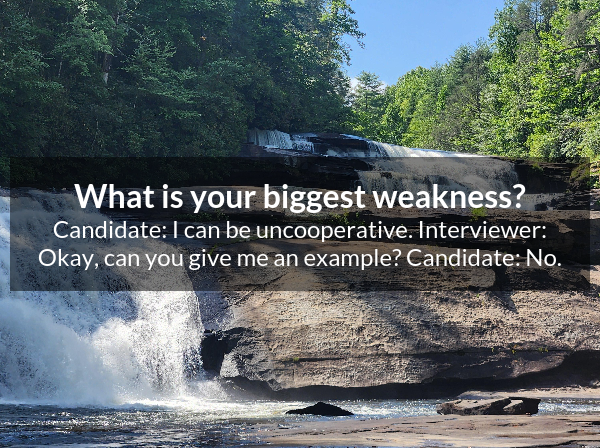 What is your biggest weakness?
Candidate: I can be uncooperative. Interviewer:
Okay, can you give me an example? Candidate: No.